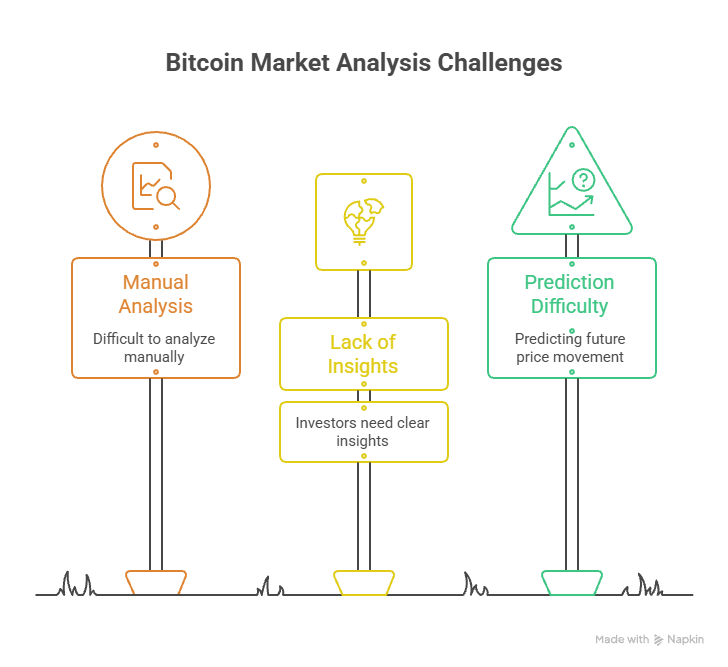 Bitcoin Market Analysis Challenges
Manual
Analysis
Difficult to analyze
manually
Lack of
Insights
Investors need clear
insights
Prediction
Difficulty
Predicting future
price movement
Made with Napkin